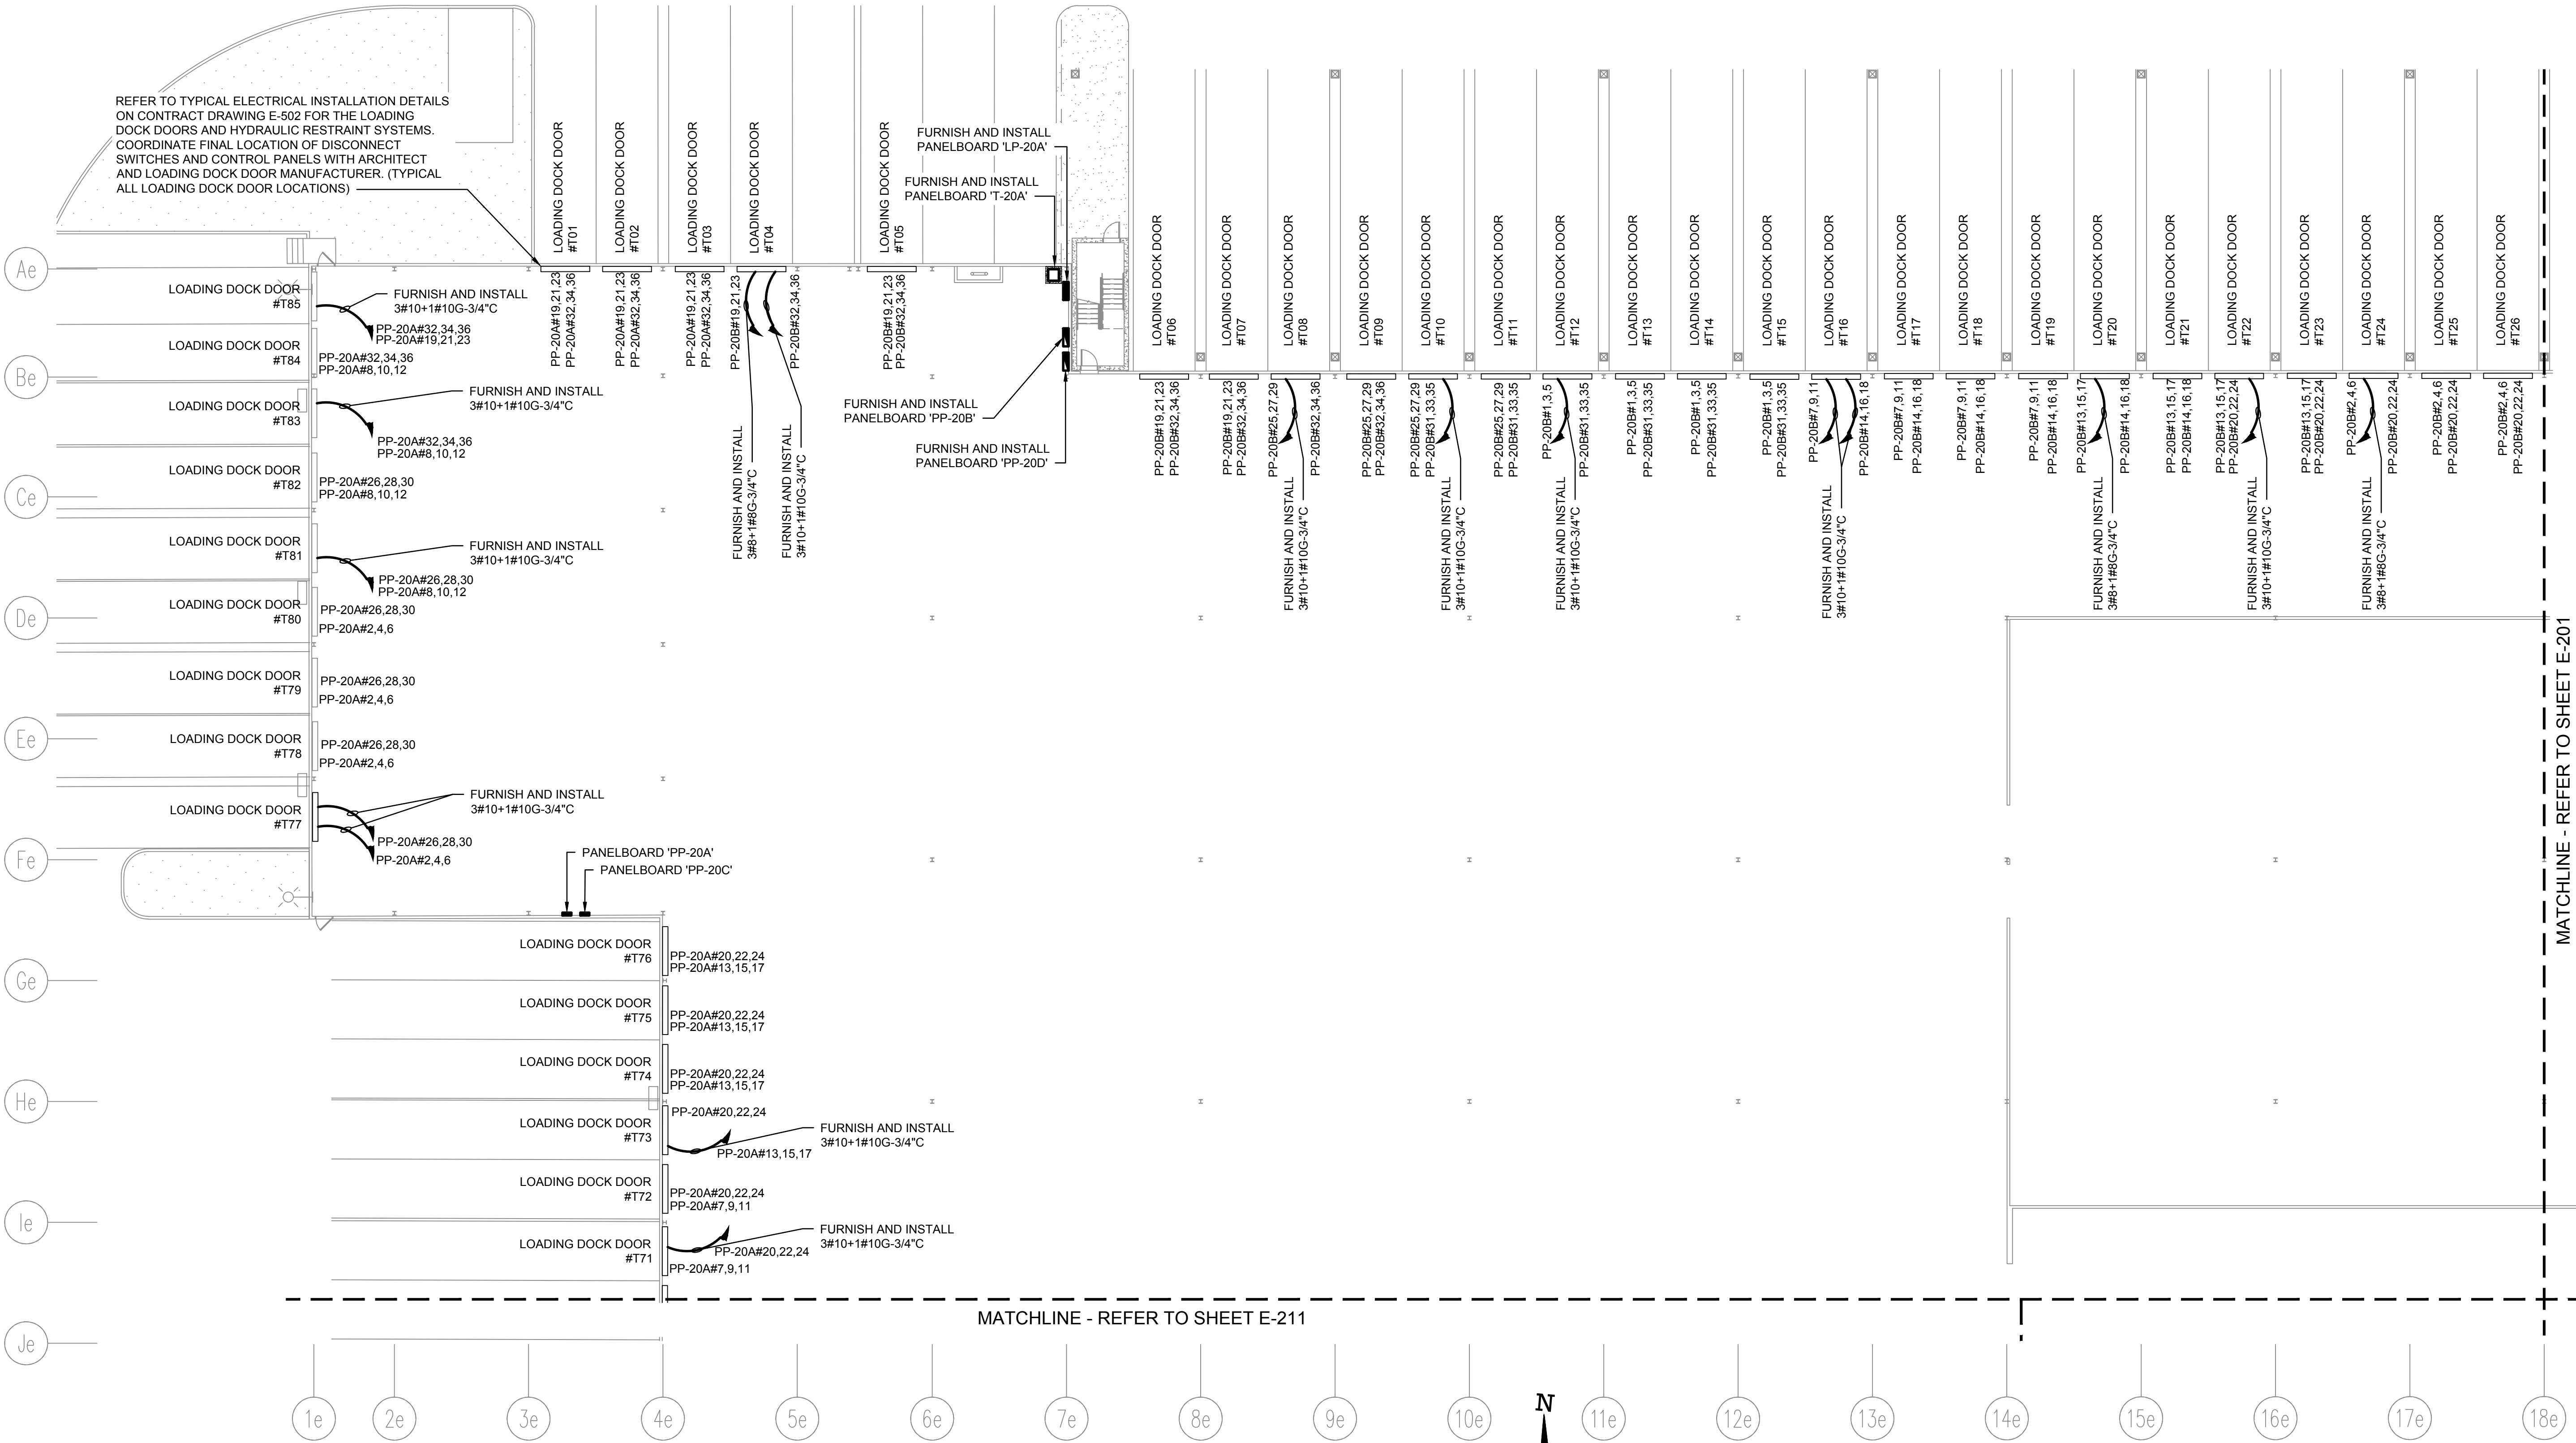 REFER TO TYPICAL ELECTRICAL INSTALLATION DETAILS
ON CONTRACT DRAWING E-502 FOR THE LOADING
DOCK DOORS AND HYDRAULIC RESTRAINT SYSTEMS.
COORDINATE FINAL LOCATION OF DISCONNECT
SWITCHES AND CONTROL PANELS WITH ARCHITECT
AND LOADING DOCK DOOR MANUFACTURER. (TYPICAL
ALL LOADING DOCK DOOR LOCATIONS)
LOADING DOCK DOOR
#T01
PP-20A#19,21,23
PP-20A#32,34,36
LOADING DOCK DOOR
#T02
PP-20A#19,21,23
PP-20A#32,34,36
LOADING DOCK DOOR
#T03
PP-20A#19,21,23
PP-20A#32,34,36
LOADING DOCK DOOR
#T04
PP-20B#19,21,23
PP-20B#32,34,36
FURNISH AND INSTALL
3#8+1#8G-3/4"C
FURNISH AND INSTALL
3#10+1#10G-3/4"C
LOADING DOCK DOOR
#T05
PP-20B#19,21,23
PP-20B#32,34,36
FURNISH AND INSTALL
PANELBOARD 'LP-20A'
FURNISH AND INSTALL
PANELBOARD 'T-20A'
FURNISH AND INSTALL
PANELBOARD 'PP-20B'
FURNISH AND INSTALL
PANELBOARD 'PP-20D'
LOADING DOCK DOOR
#T06
PP-20B#19,21,23
PP-20B#32,34,36
LOADING DOCK DOOR
#T07
PP-20B#19,21,23
PP-20B#32,34,36
LOADING DOCK DOOR
#T08
PP-20B#25,27,29
PP-20B#32,34,36
FURNISH AND INSTALL
3#10+1#10G-3/4"C
LOADING DOCK DOOR
#T09
PP-20B#25,27,29
PP-20B#32,34,36
LOADING DOCK DOOR
#T10
PP-20B#25,27,29
PP-20B#31,33,35
FURNISH AND INSTALL
3#10+1#10G-3/4"C
LOADING DOCK DOOR
#T11
PP-20B#25,27,29
PP-20B#31,33,35
LOADING DOCK DOOR
#T12
PP-20B#1,3,5
PP-20B#31,33,35
FURNISH AND INSTALL
3#10+1#10G-3/4"C
LOADING DOCK DOOR
#T13
PP-20B#1,3,5
PP-20B#31,33,35
LOADING DOCK DOOR
#T14
PP-20B#1,3,5
PP-20B#31,33,35
LOADING DOCK DOOR
#T15
PP-20B#1,3,5
PP-20B#31,33,35
LOADING DOCK DOOR
#T16
PP-20B#7,9,11
PP-20B#14,16,18
FURNISH AND INSTALL
3#10+1#10G-3/4"C
LOADING DOCK DOOR
#T17
PP-20B#7,9,11
PP-20B#14,16,18
LOADING DOCK DOOR
#T18
PP-20B#7,9,11
PP-20B#14,16,18
LOADING DOCK DOOR
#T19
PP-20B#7,9,11
PP-20B#14,16,18
LOADING DOCK DOOR
#T20
PP-20B#13,15,17
PP-20B#14,16,18
FURNISH AND INSTALL
3#8+1#8G-3/4"C
LOADING DOCK DOOR
#T21
PP-20B#13,15,17
PP-20B#14,16,18
LOADING DOCK DOOR
#T22
PP-20B#13,15,17
PP-20B#20,22,24
FURNISH AND INSTALL
3#10+1#10G-3/4"C
LOADING DOCK DOOR
#T23
PP-20B#13,15,17
PP-20B#20,22,24
LOADING DOCK DOOR
#T24
PP-20B#2,4,6
PP-20B#20,22,24
FURNISH AND INSTALL
3#8+1#8G-3/4"C
LOADING DOCK DOOR
#T25
PP-20B#2,4,6
PP-20B#20,22,24
LOADING DOCK DOOR
#T26
PP-20B#2,4,6
PP-20B#20,22,24
MATCHLINE - REFER TO SHEET E-201
Ae
LOADING DOCK DOOR
#T85
FURNISH AND INSTALL
3#10+1#10G-3/4"C
PP-20A#32,34,36
PP-20A#19,21,23
LOADING DOCK DOOR
#T84
PP-20A#32,34,36
PP-20A#8,10,12
Be
LOADING DOCK DOOR
#T83
FURNISH AND INSTALL
3#10+1#10G-3/4"C
PP-20A#32,34,36
PP-20A#8,10,12
LOADING DOCK DOOR
#T82
PP-20A#26,28,30
PP-20A#8,10,12
Ce
LOADING DOCK DOOR
#T81
FURNISH AND INSTALL
3#10+1#10G-3/4"C
PP-20A#26,28,30
PP-20A#8,10,12
LOADING DOCK DOOR
#T80
PP-20A#26,28,30
PP-20A#2,4,6
De
LOADING DOCK DOOR
#T79
PP-20A#26,28,30
PP-20A#2,4,6
Ee
LOADING DOCK DOOR
#T78
PP-20A#26,28,30
PP-20A#2,4,6
LOADING DOCK DOOR
#T77
FURNISH AND INSTALL
3#10+1#10G-3/4"C
PP-20A#26,28,30
PP-20A#2,4,6
Fe
PANELBOARD 'PP-20A'
PANELBOARD 'PP-20C'
LOADING DOCK DOOR
#T76
PP-20A#20,22,24
PP-20A#13,15,17
Ge
LOADING DOCK DOOR
#T75
PP-20A#20,22,24
PP-20A#13,15,17
LOADING DOCK DOOR
#T74
PP-20A#20,22,24
PP-20A#13,15,17
He
LOADING DOCK DOOR
#T73
PP-20A#20,22,24
PP-20A#13,15,17
FURNISH AND INSTALL
3#10+1#10G-3/4"C
LOADING DOCK DOOR
#T72
PP-20A#20,22,24
PP-20A#7,9,11
Ie
LOADING DOCK DOOR
#T71
PP-20A#20,22,24
PP-20A#7,9,11
FURNISH AND INSTALL
3#10+1#10G-3/4"C
MATCHLINE - REFER TO SHEET E-211
Je
1e
2e
3e
4e
5e
6e
7e
8e
9e
10e
N
11e
12e
13e
14e
15e
16e
17e
18e